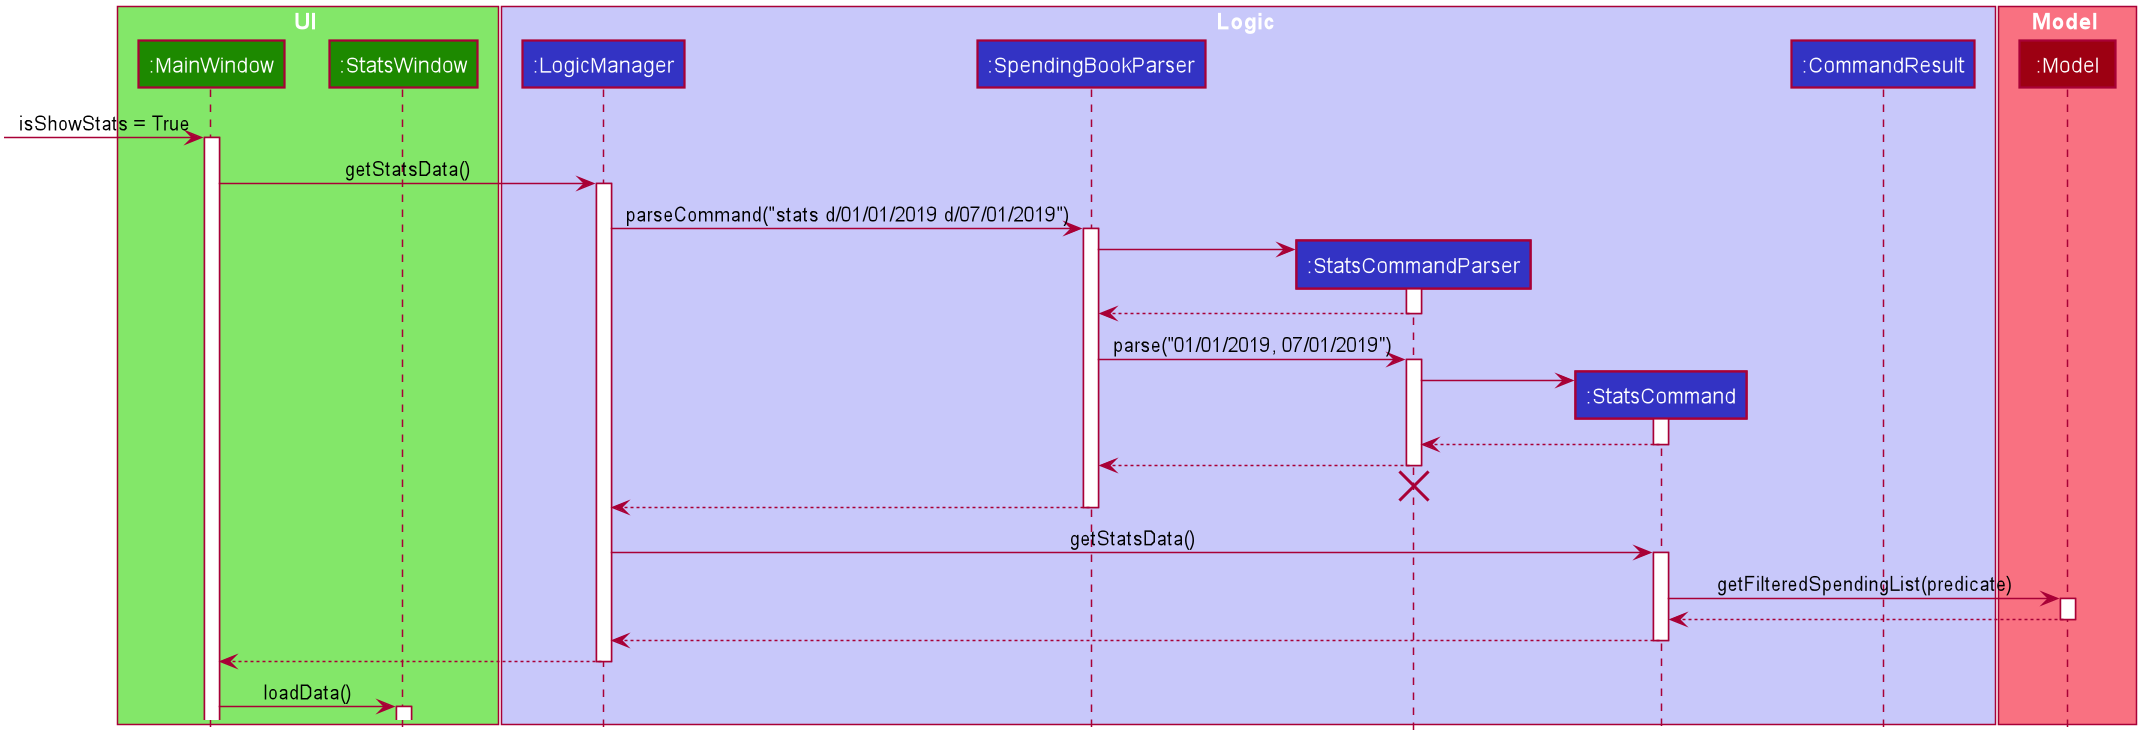 UI
Logic
Model
:MainWindow
:StatsWindow
:LogicManager
:SpendingBookParser
:CommandResult
:Model
isShowStats = True
getStatsData()
parseCommand("stats d/01/01/2019 d/07/01/2019")
:StatsCommandParser
parse("01/01/2019, 07/01/2019")
:StatsCommand
getStatsData()
getFilteredSpendingList(predicate)
loadData()